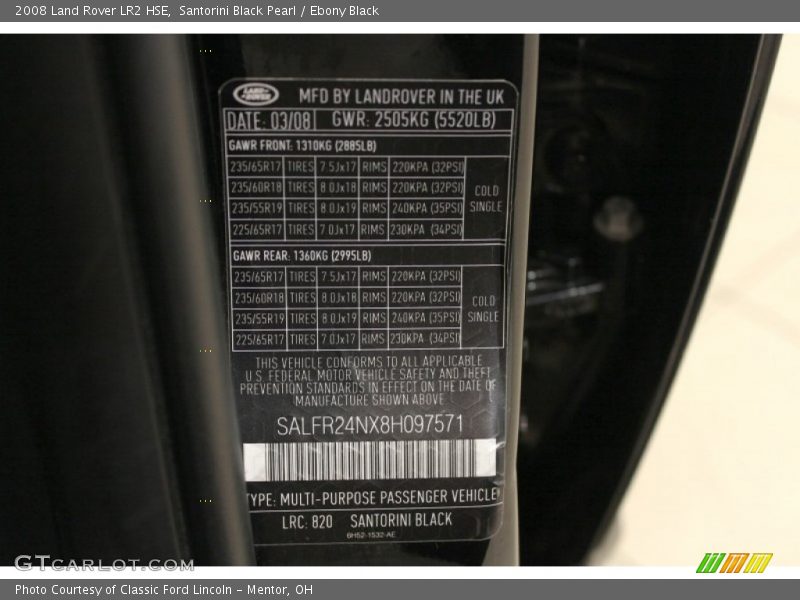 2008 Land Rover LR2 HSE, Santorini Black Pearl / Ebony Black
LAND ROVER
MFD BY LANDROVER IN THE UK
DATE: 03/08 GWR: 2505KG (5520LB)
GAWR FRONT: 1310KG (2885LB)
235/65R17 TIRES 7.5Jx17 RIMS 220KPA (32PSI)
235/60R18 TIRES 8.0Jx18 RIMS 220KPA (32PSI)
235/55R19 TIRES 8.0Jx19 RIMS 240KPA (35PSI)
225/65R17 TIRES 7.0Jx17 RIMS 230KPA (34PSI)
COLD
SINGLE
GAWR REAR: 1360KG (2995LB)
235/65R17 TIRES 7.5Jx17 RIMS 220KPA (32PSI)
235/60R18 TIRES 8.0Jx18 RIMS 220KPA (32PSI)
235/55R19 TIRES 8.0Jx19 RIMS 240KPA (35PSI)
225/65R17 TIRES 7.0Jx17 RIMS 230KPA (34PSI)
COLD
SINGLE
THIS VEHICLE CONFORMS TO ALL APPLICABLE
U.S. FEDERAL MOTOR VEHICLE SAFETY AND THEFT
PREVENTION STANDARDS IN EFFECT ON THE DATE OF
MANUFACTURE SHOWN ABOVE
SALFR24NX8H097571
TYPE: MULTI-PURPOSE PASSENGER VEHICLE
LRC: 820 SANTORINI BLACK
6H52-1532-AE
GTCarLot.com
Photo Courtesy of Classic Ford Lincoln - Mentor, OH